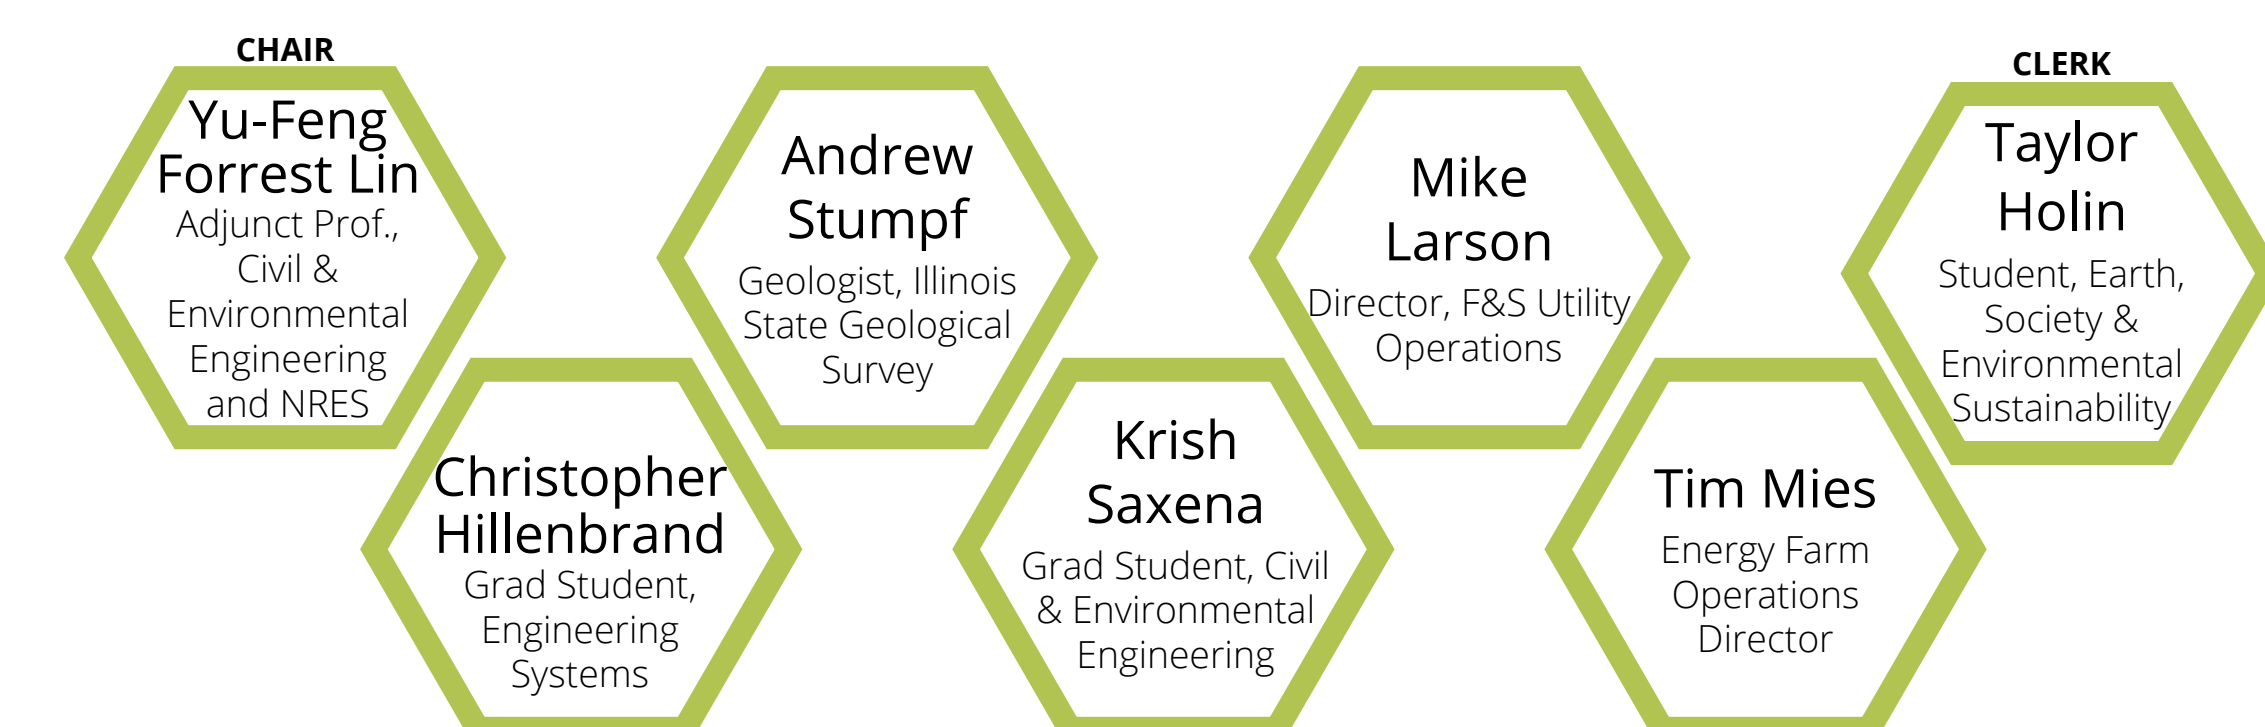 CHAIR
Yu-Feng
Forrest Lin
Adjunct Prof.,
Civil &
Environmental
Engineering
and NRES
Christopher
Hillenbrand
Grad Student,
Engineering
Systems
Andrew
Stumpf
Geologist, Illinois
State Geological
Survey
Krish
Saxena
Grad Student, Civil
& Environmental
Engineering
Mike
Larson
Director, F&S Utility
Operations
Tim Mies
Energy Farm
Operations
Director
CLERK
Taylor
Holin
Student, Earth,
Society &
Environmental
Sustainability